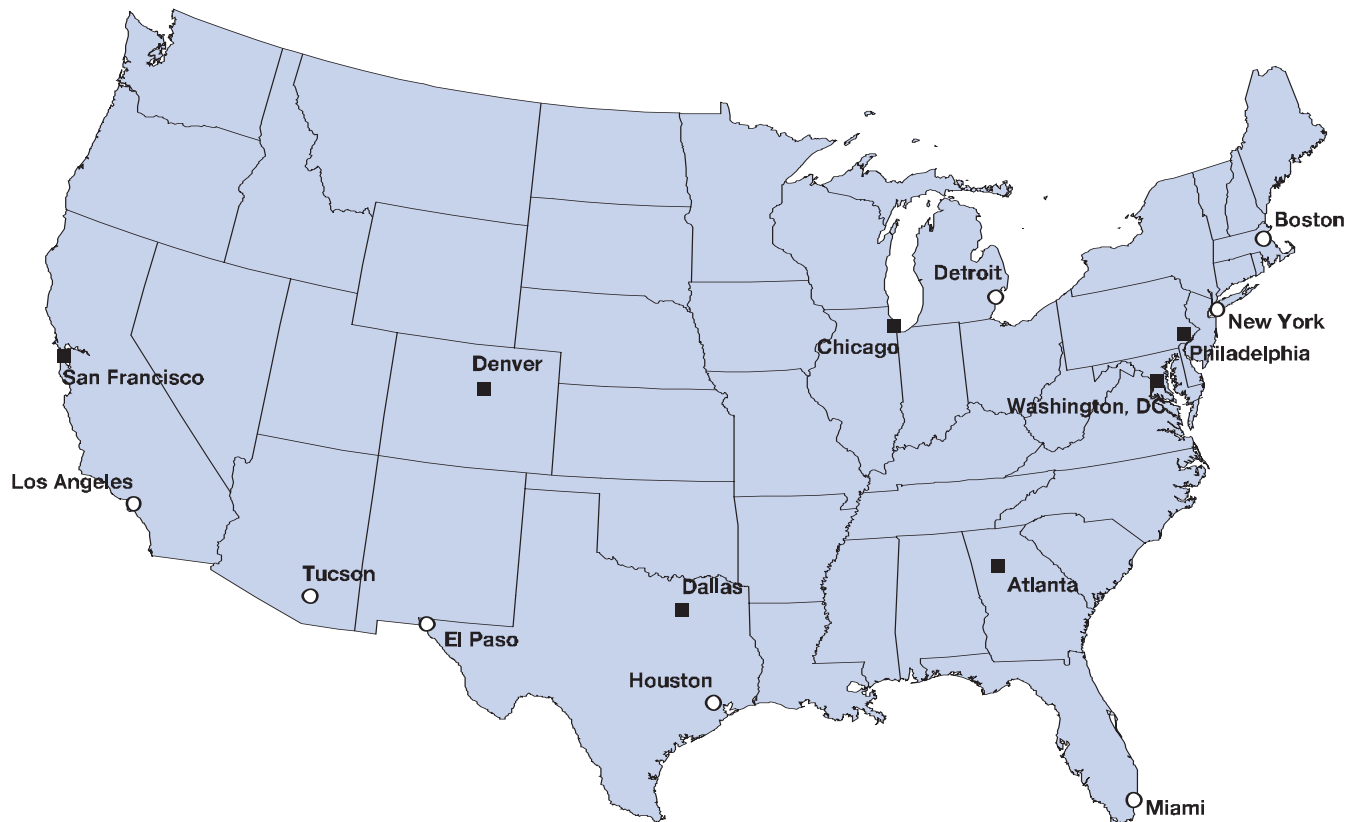 Boston
Detroit
New York
Chicago
Philadelphia
Denver
San Francisco
Washington, DC
Los Angeles
Tucson
Dallas
Atlanta
El Paso
Houston
Miami